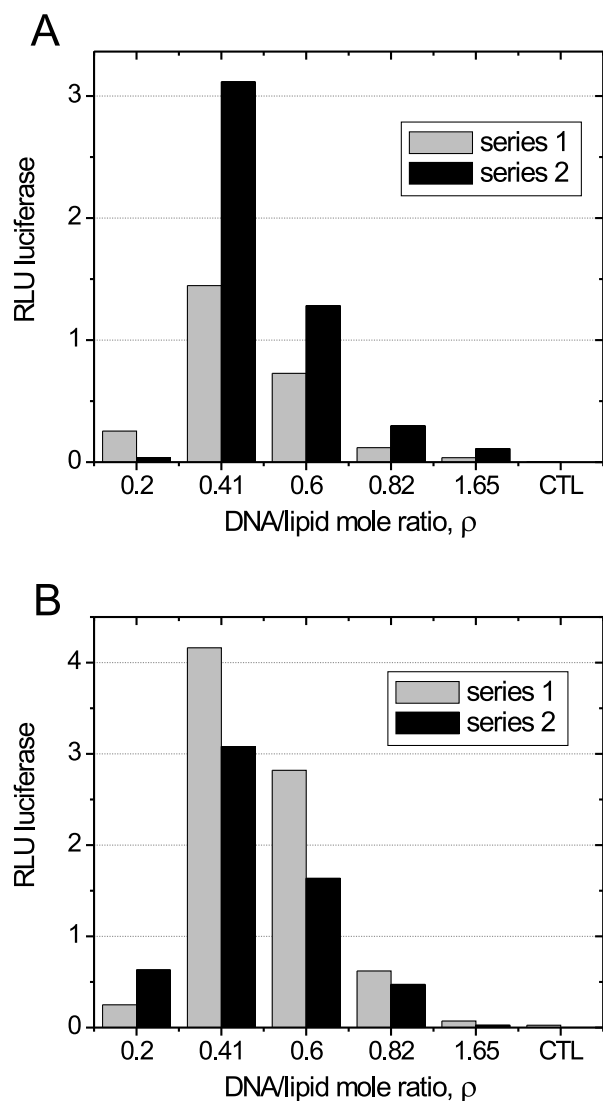 A
3
2
1
0
RLU luciferase
series 1
series 2
0.2 0.41 0.6 0.82 1.65 CTL
DNA/lipid mole ratio, ρ
B
4
3
2
1
0
RLU luciferase
series 1
series 2
0.2 0.41 0.6 0.82 1.65 CTL
DNA/lipid mole ratio, ρ